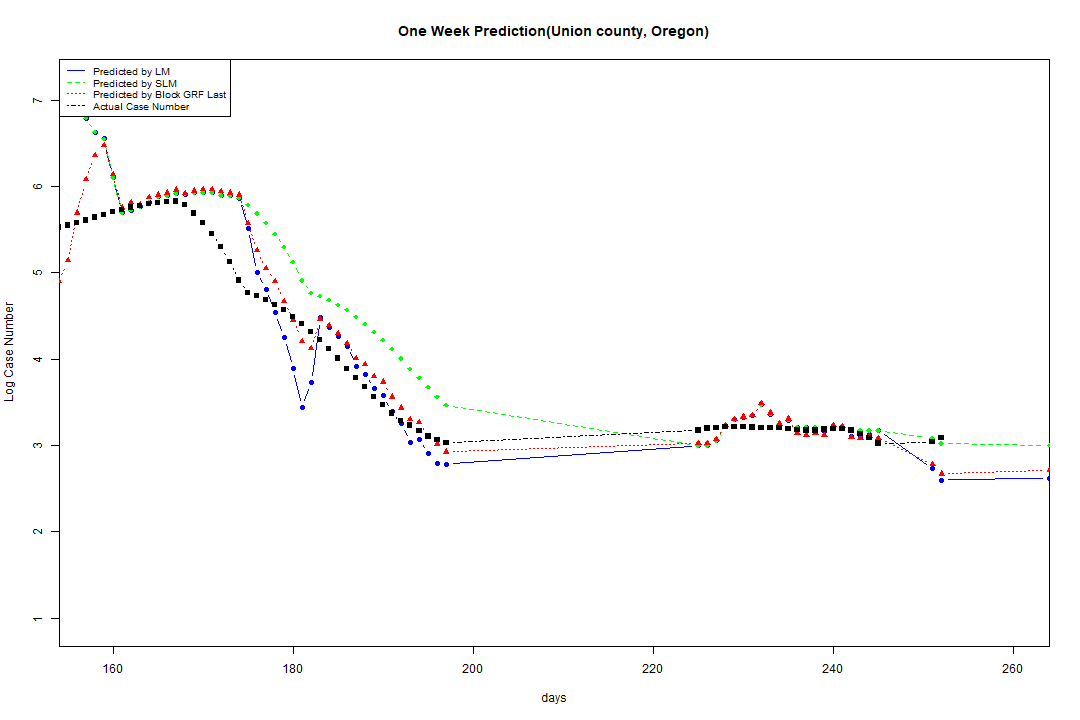 One Week Prediction(Union county, Oregon)
Predicted by LM
Predicted by SLM
Predicted by Block GRF Last
Actual Case Number
7
6
5
4
3
2
1
Log Case Number
160 180 200 220 240 260
days